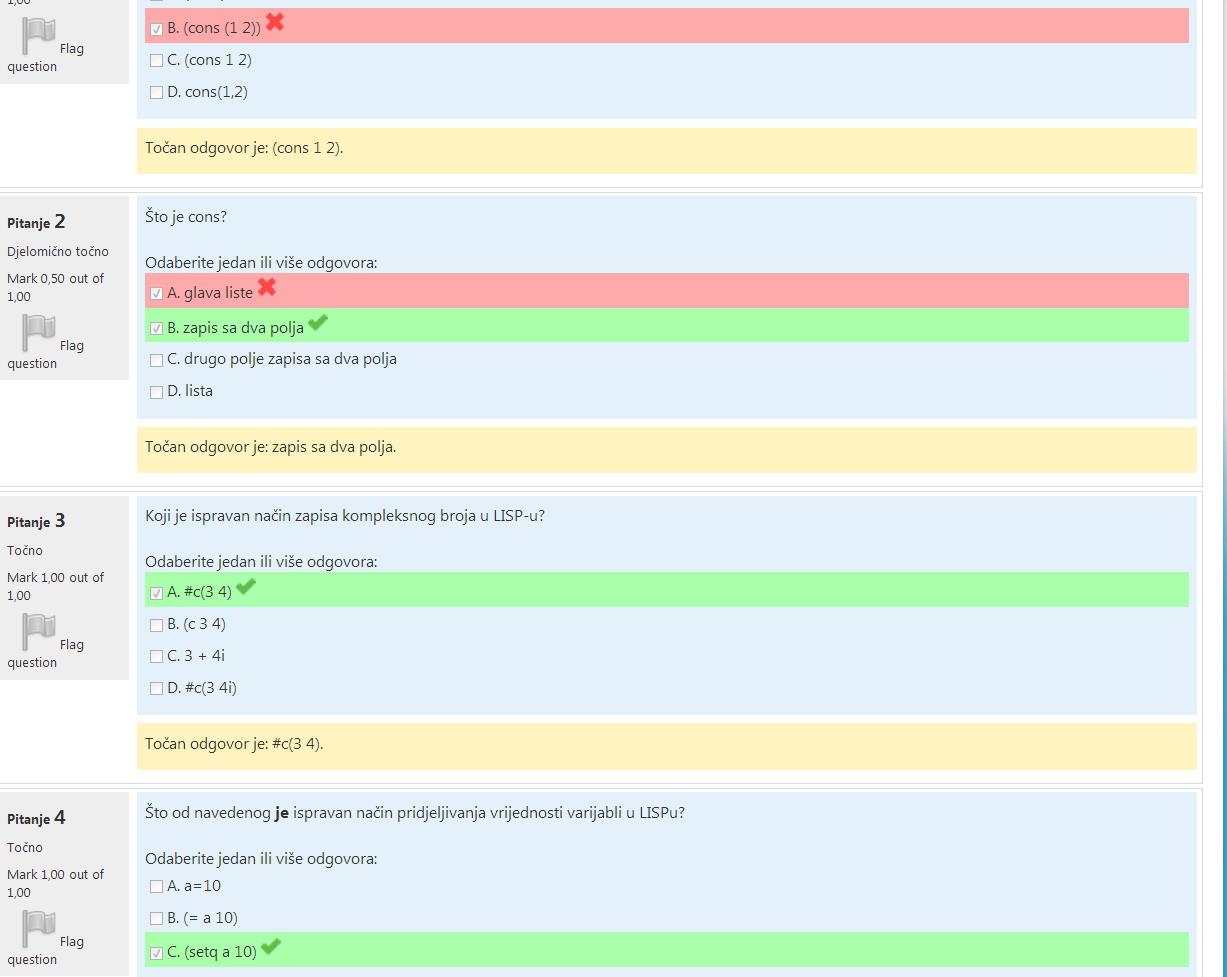 1,00
Flag
question
B. (cons (1 2))
C. (cons 1 2)
D. cons(1,2)
Točan odgovor je: (cons 1 2).
Pitanje 2
Djelomično točno
Mark 0,50 out of
1,00
Flag
question
Što je cons?
Odaberite jedan ili više odgovora:
A. glava liste
B. zapis sa dva polja
C. drugo polje zapisa sa dva polja
D. lista
Točan odgovor je: zapis sa dva polja.
Pitanje 3
Točno
Mark 1,00 out of
1,00
Flag
question
Koji je ispravan način zapisa kompleksnog broja u LISP-u?
Odaberite jedan ili više odgovora:
A. #c(3 4)
B. (c 3 4)
C. 3 + 4i
D. #c(3 4i)
Točan odgovor je: #c(3 4).
Pitanje 4
Točno
Mark 1,00 out of
1,00
Flag
question
Što od navedenog je ispravan način pridjeljivanja vrijednosti varijabli u LISPu?
Odaberite jedan ili više odgovora:
A. a=10
B. (= a 10)
C. (setq a 10)